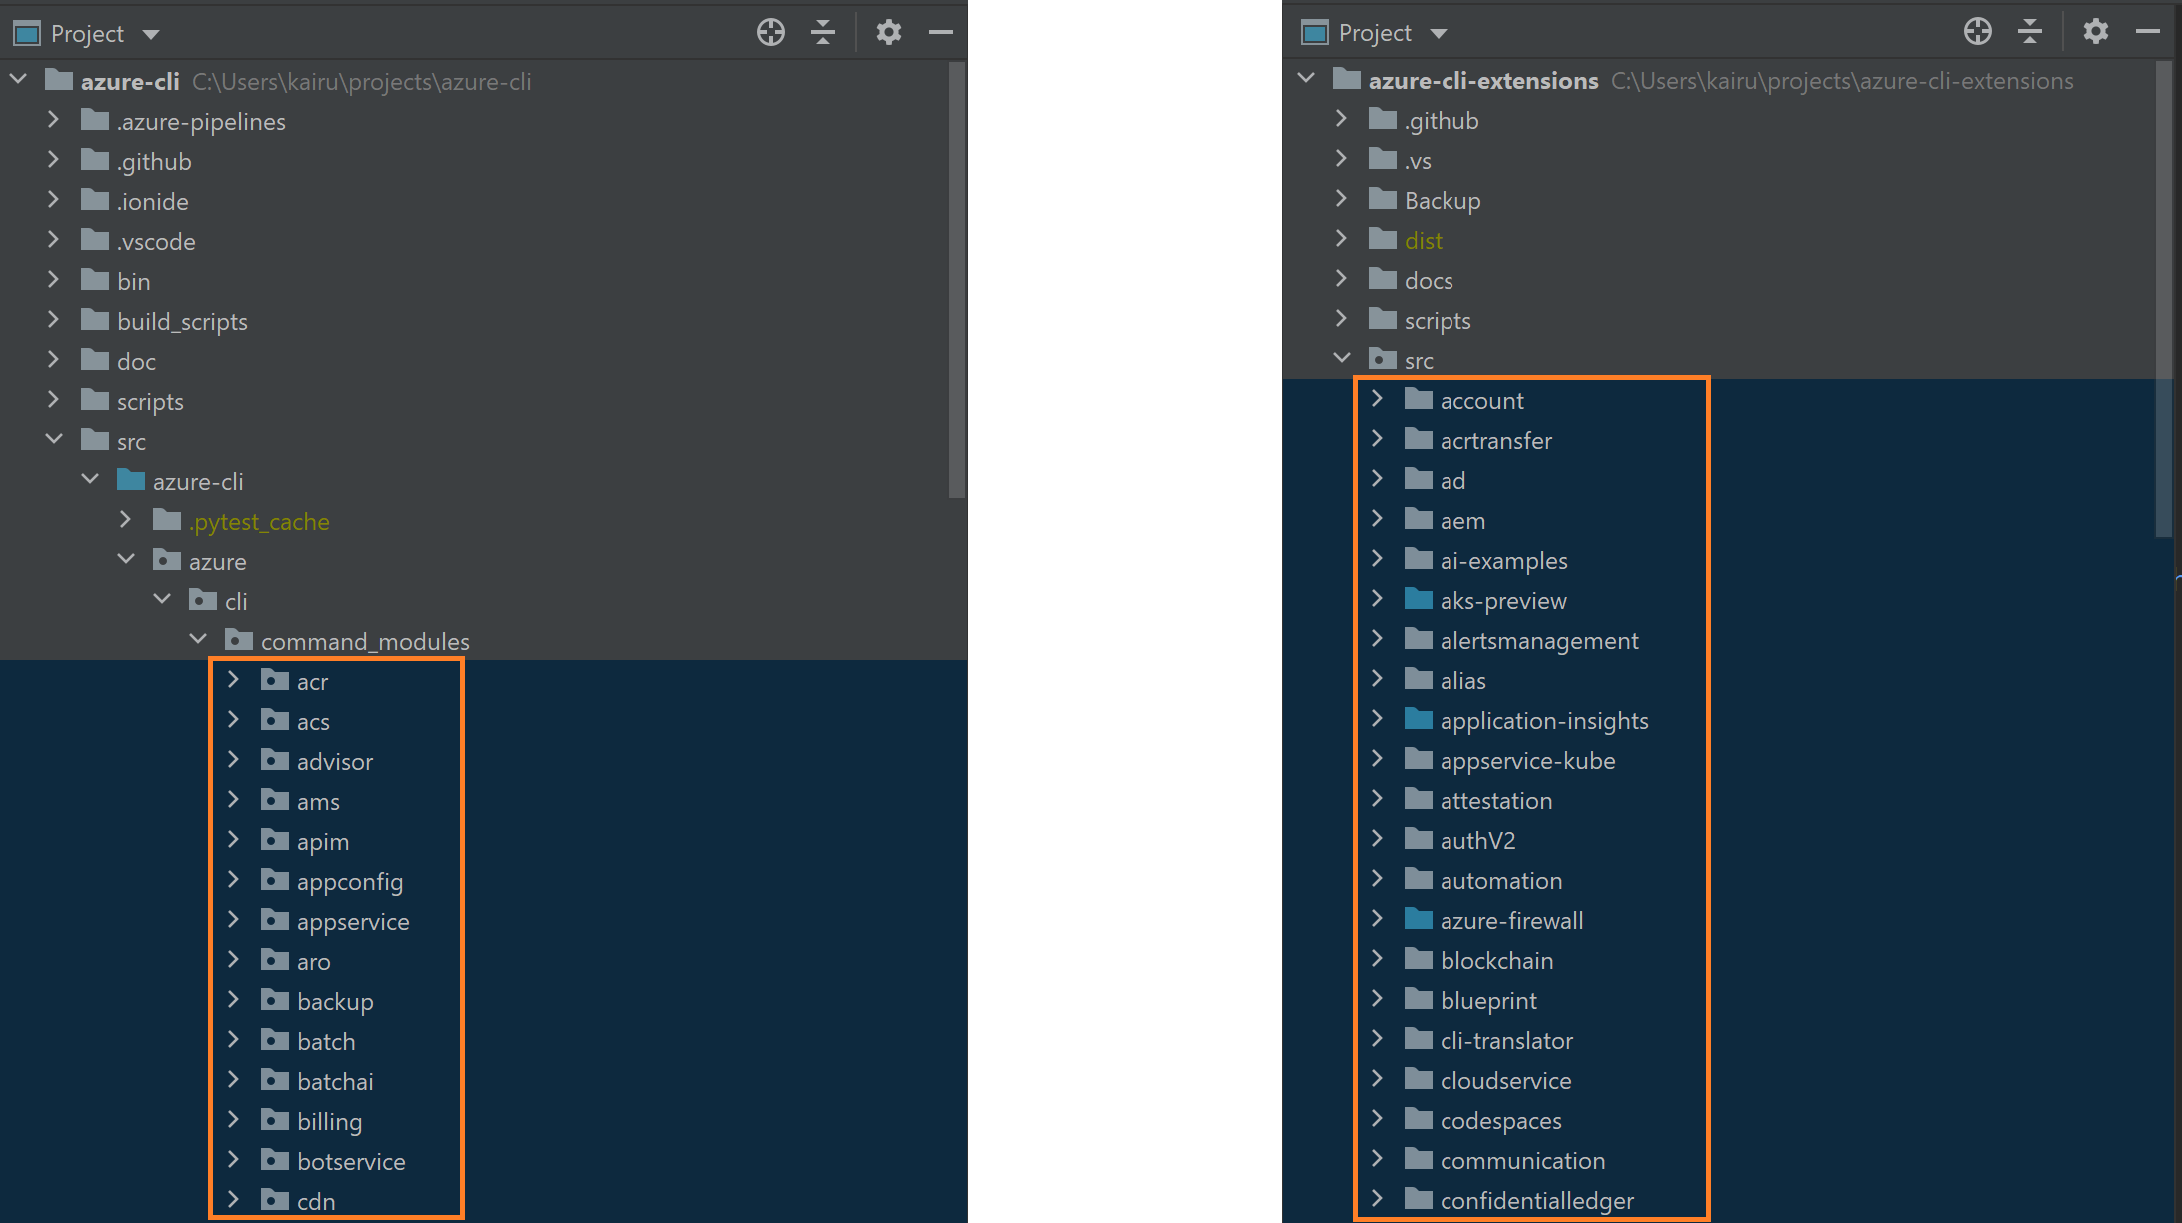 Project
azure-cli C:\Users\kairu\projects\azure-cli
.azure-pipelines
.github
.ionide
.vscode
bin
build_scripts
doc
scripts
src
azure-cli
.pytest_cache
azure
cli
command_modules
acr
acs
advisor
ams
apim
appconfig
appservice
aro
backup
batch
batchai
billing
botservice
cdn
Project
azure-cli-extensions C:\Users\kairu\projects\azure-cli-extensions
.github
.vs
Backup
dist
docs
scripts
src
account
acrtransfer
ad
aem
ai-examples
aks-preview
alertsmanagement
alias
application-insights
appservice-kube
attestation
authV2
automation
azure-firewall
blockchain
blueprint
cli-translator
cloudservice
codespaces
communication
confidentialledger